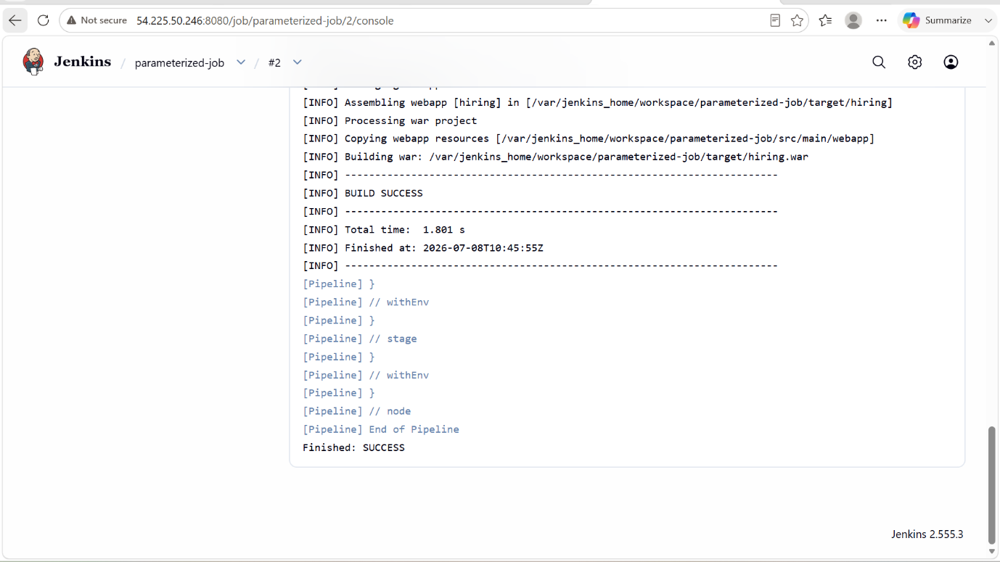 Not secure 54.225.50.246:8080/job/parameterized-job/2/console Summarize
Jenkins / parameterized-job / #2
[INFO] Assembling webapp [hiring] in [/var/jenkins_home/workspace/parameterized-job/target/hiring]
[INFO] Processing war project
[INFO] Copying webapp resources [/var/jenkins_home/workspace/parameterized-job/src/main/webapp]
[INFO] Building war: /var/jenkins_home/workspace/parameterized-job/target/hiring.war
[INFO] ------------------------------------------------------------------------
[INFO] BUILD SUCCESS
[INFO] ------------------------------------------------------------------------
[INFO] Total time:  1.801 s
[INFO] Finished at: 2026-07-08T10:45:55Z
[INFO] ------------------------------------------------------------------------
[Pipeline] }
[Pipeline] // withEnv
[Pipeline] }
[Pipeline] // stage
[Pipeline] }
[Pipeline] // withEnv
[Pipeline] }
[Pipeline] // node
[Pipeline] End of Pipeline
Finished: SUCCESS
Jenkins 2.555.3